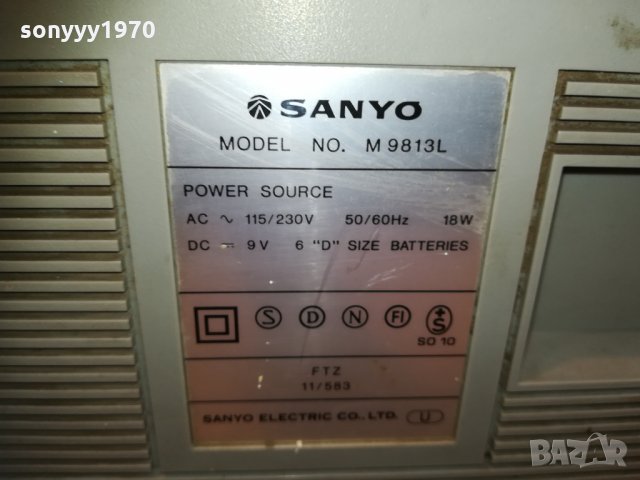 sonyyy1970
SANYO
MODEL NO. M 9813L
POWER SOURCE
AC ~ 115/230V 50/60Hz 18W
DC ⎓ 9V 6 "D" SIZE BATTERIES
S D N FI +S
SO 10
FTZ
11/583
SANYO ELECTRIC CO., LTD. U
BAZAR